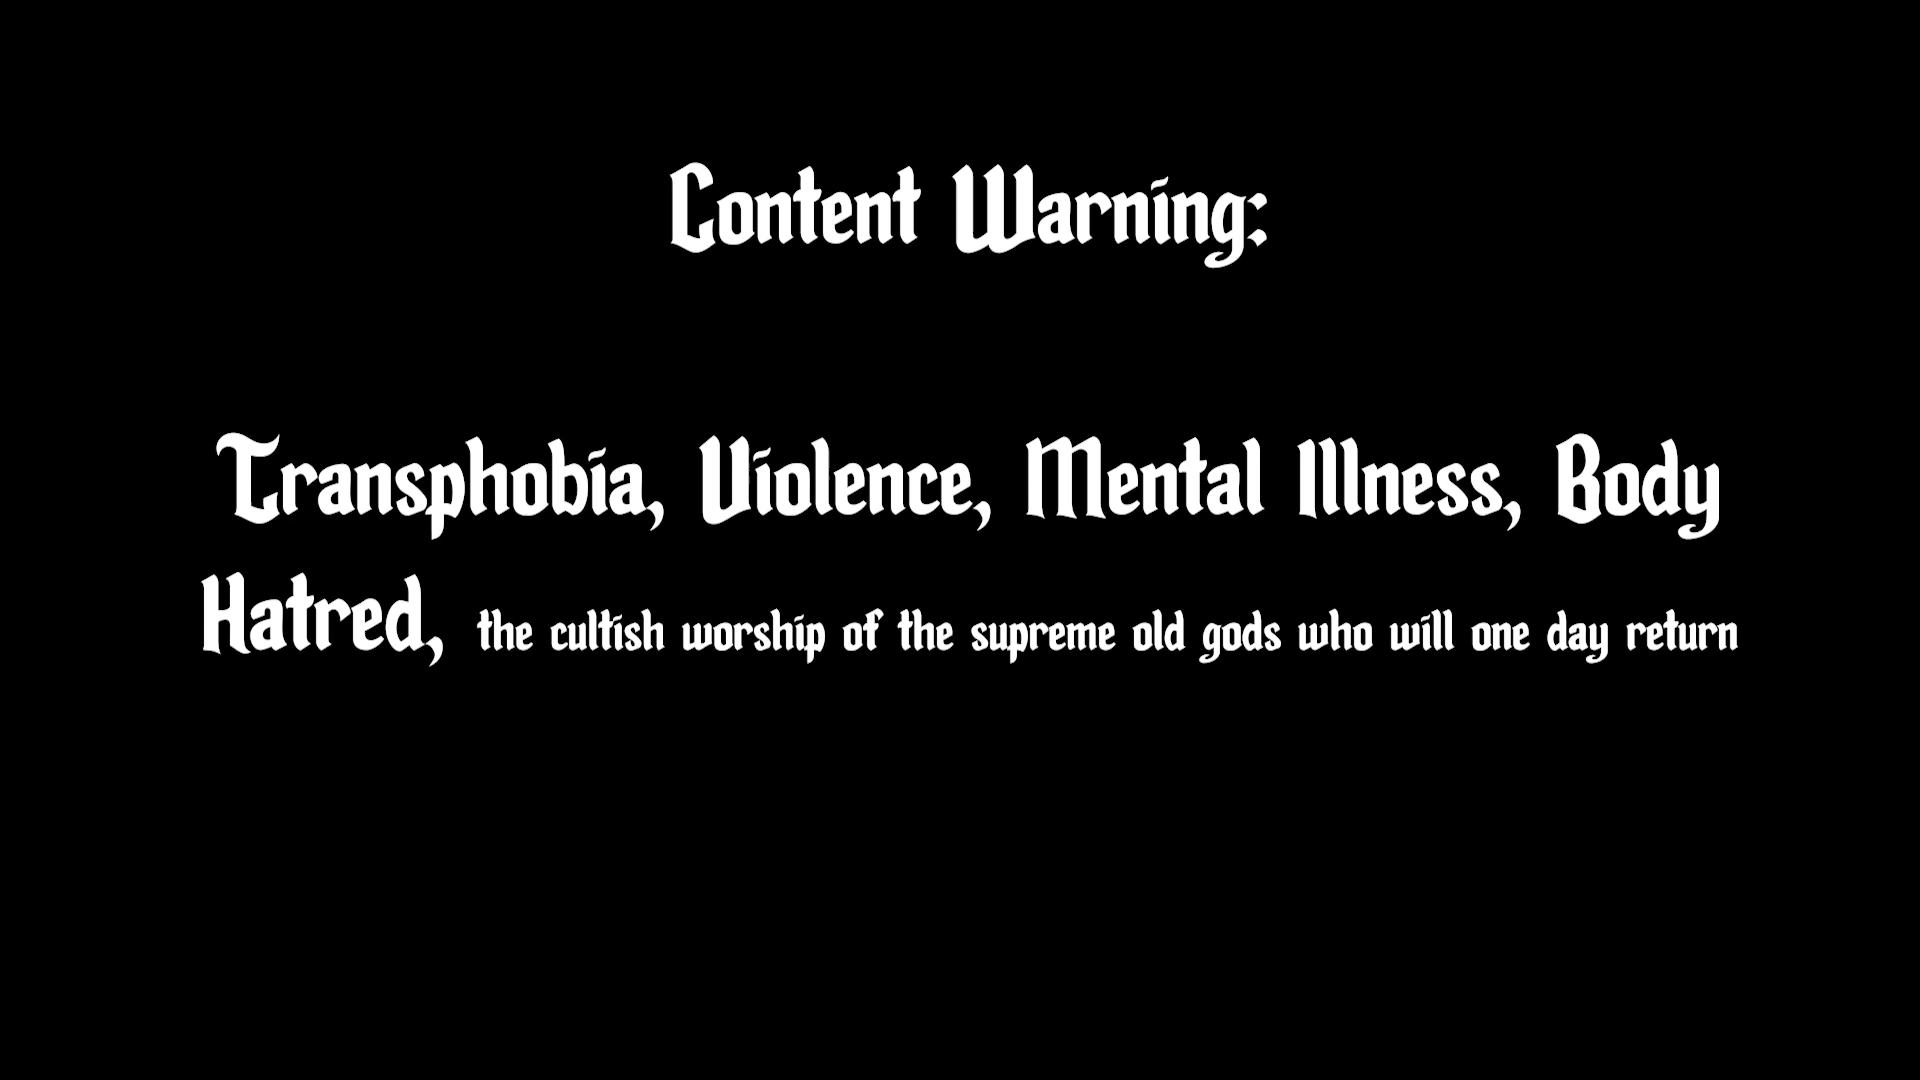 Content Warning:
Transphobia, Violence, Mental Illness, Body
Hatred, the cultish worship of the supreme old gods who will one day return